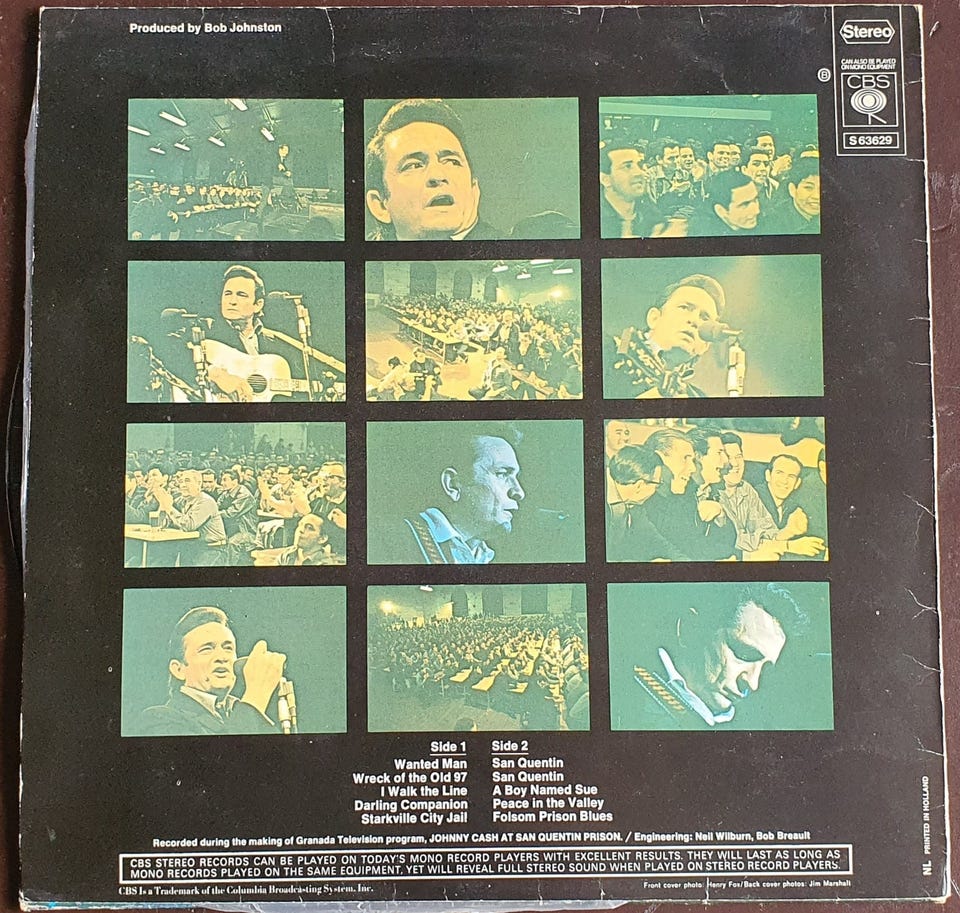 Produced by Bob Johnston
Stereo
CAN ALSO BE PLAYED
ON MONO EQUIPMENT
B
CBS
S 63629
Side 1
Wanted Man
Wreck of the Old 97
I Walk the Line
Darling Companion
Starkville City Jail
Side 2
San Quentin
San Quentin
A Boy Named Sue
Peace in the Valley
Folsom Prison Blues
Recorded during the making of Granada Television program, JOHNNY CASH AT SAN QUENTIN PRISON. / Engineering: Neil Wilburn, Bob Breault
CBS STEREO RECORDS CAN BE PLAYED ON TODAY'S MONO RECORD PLAYERS WITH EXCELLENT RESULTS. THEY WILL LAST AS LONG AS
MONO RECORDS PLAYED ON THE SAME EQUIPMENT, YET WILL REVEAL FULL STEREO SOUND WHEN PLAYED ON STEREO RECORD PLAYERS.
CBS Is a Trademark of the Columbia Broadcasting System, Inc.
Front cover photo: Henry Fox/Back cover photos: Jim Marshall
NL PRINTED IN HOLLAND